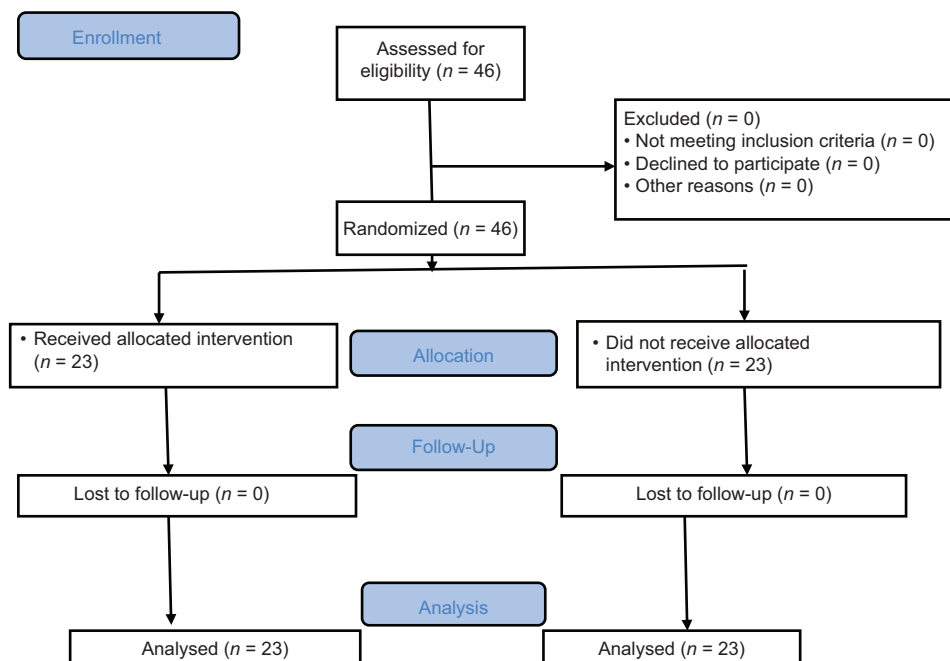 Enrollment
Assessed for
eligibility (n = 46)
Excluded (n = 0)
• Not meeting inclusion criteria (n = 0)
• Declined to participate (n = 0)
• Other reasons (n = 0)
Randomized (n = 46)
• Received allocated intervention
(n = 23)
Allocation
• Did not receive allocated
intervention (n = 23)
Follow-Up
Lost to follow-up (n = 0)
Lost to follow-up (n = 0)
Analysis
Analysed (n = 23)
Analysed (n = 23)